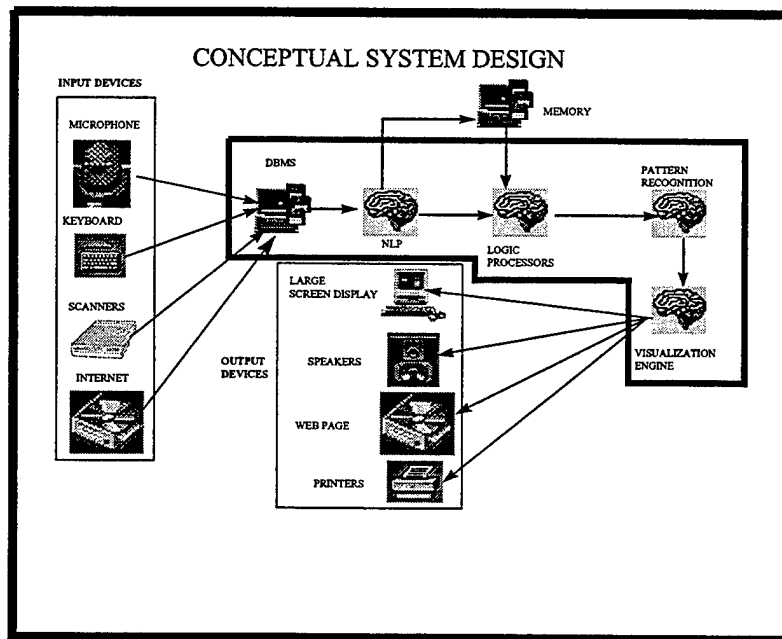 CONCEPTUAL SYSTEM DESIGN
INPUT DEVICES
MICROPHONE
KEYBOARD
SCANNERS
INTERNET
DBMS
NLP
MEMORY
LOGIC
PROCESSORS
PATTERN
RECOGNITION
VISUALIZATION
ENGINE
OUTPUT
DEVICES
LARGE
SCREEN DISPLAY
SPEAKERS
WEB PAGE
PRINTERS